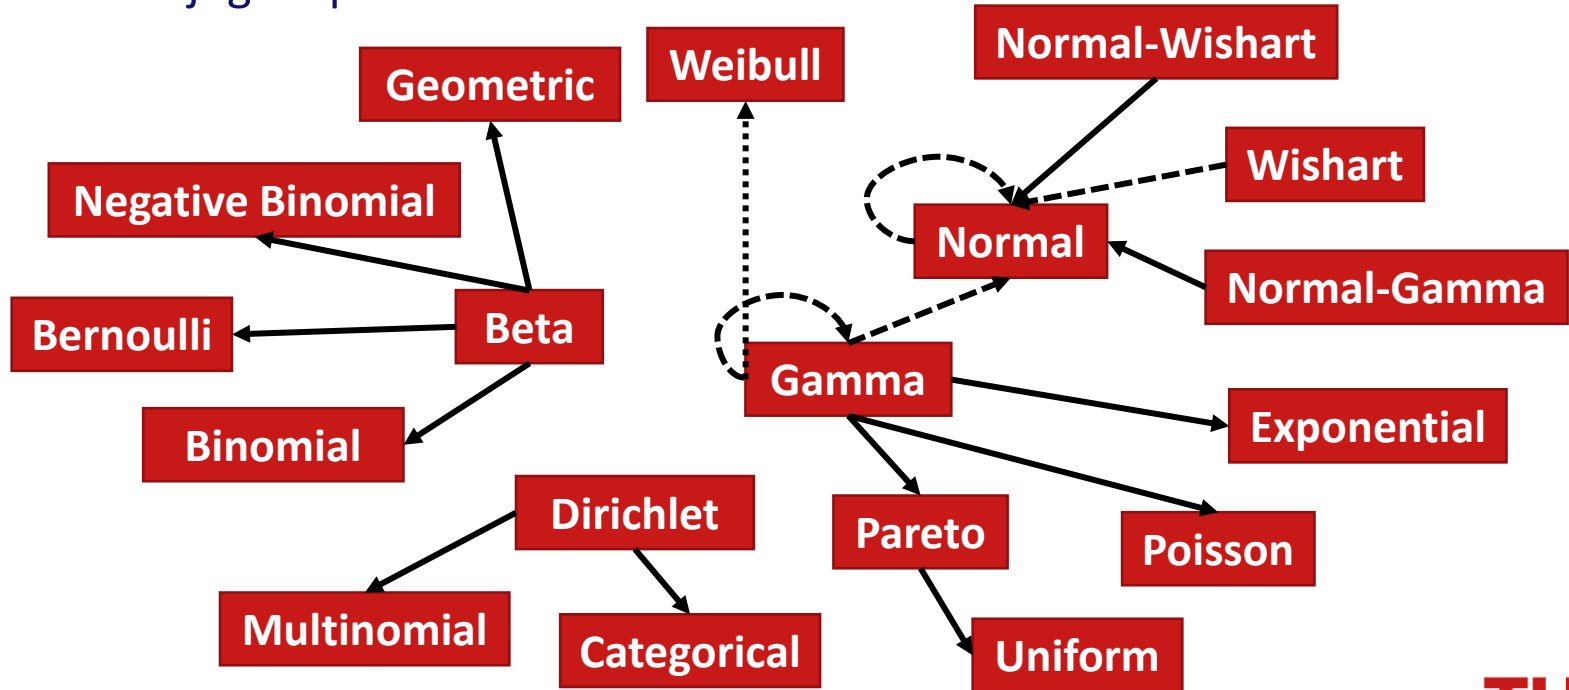 Normal-Wishart
Weibull
Geometric
Wishart
Negative Binomial
Normal
Normal-Gamma
Bernoulli
Beta
Gamma
Exponential
Binomial
Dirichlet
Pareto
Poisson
Multinomial
Categorical
Uniform